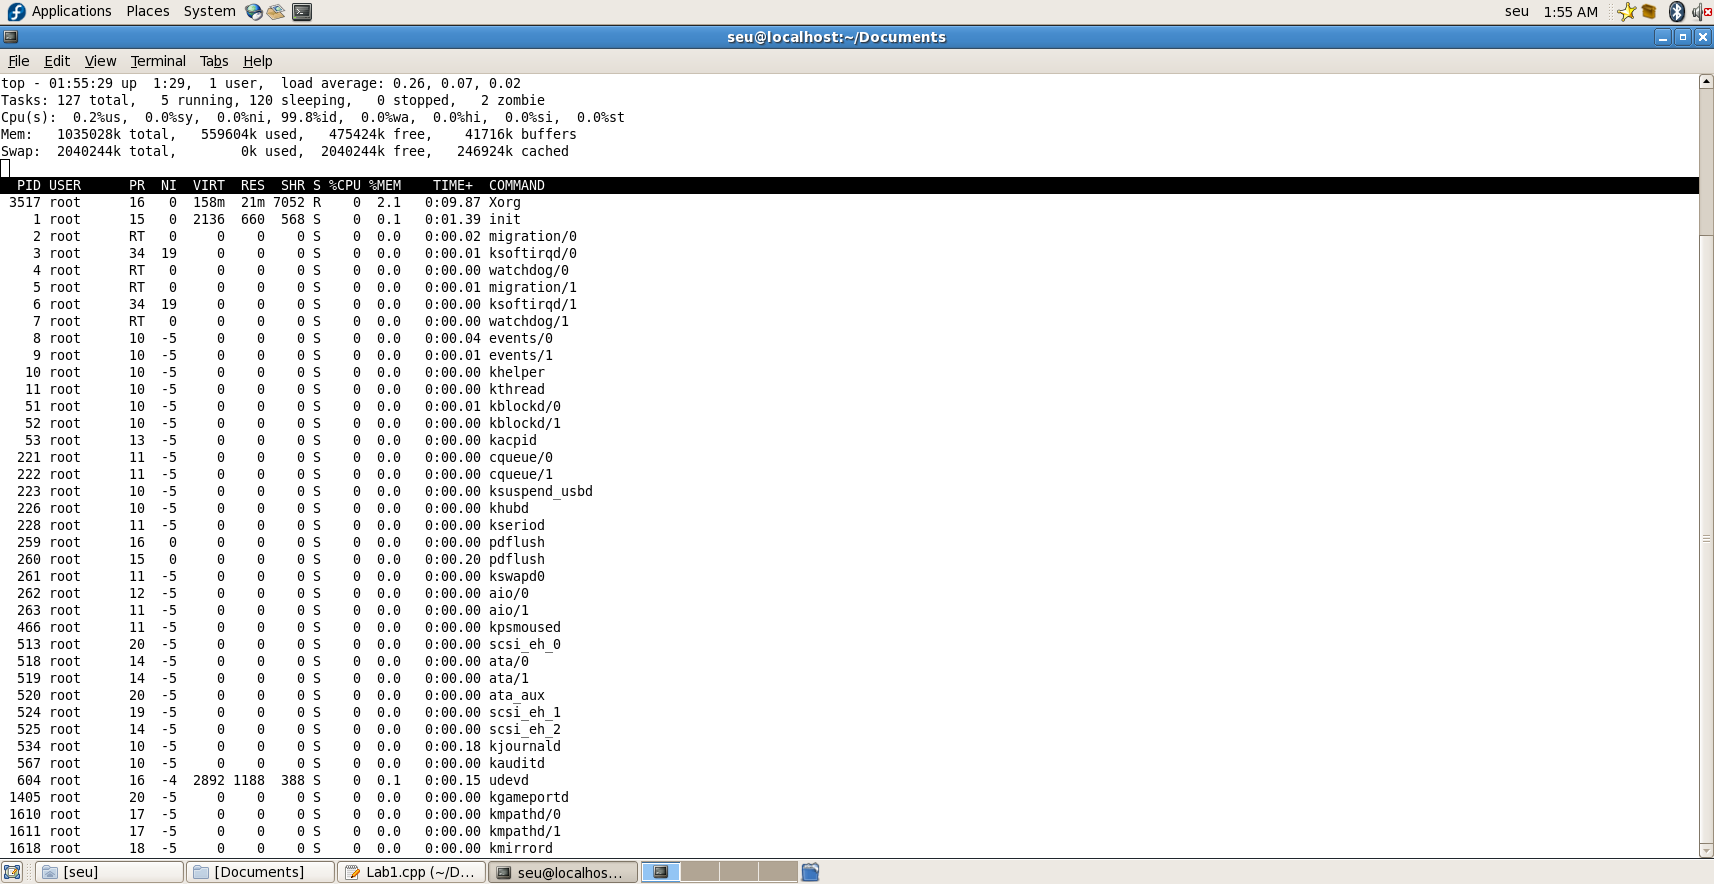 Applications Places System seu 1:55 AM
seu@localhost:~/Documents
File Edit View Terminal Tabs Help
top - 01:55:29 up  1:29,  1 user,  load average: 0.26, 0.07, 0.02
Tasks: 127 total,   5 running, 120 sleeping,   0 stopped,   2 zombie
Cpu(s):  0.2%us,  0.0%sy,  0.0%ni, 99.8%id,  0.0%wa,  0.0%hi,  0.0%si,  0.0%st
Mem:   1035028k total,   559604k used,   475424k free,    41716k buffers
Swap:  2040244k total,        0k used,  2040244k free,   246924k cached
PID USER      PR  NI  VIRT  RES  SHR S %CPU %MEM    TIME+  COMMAND
3517 root      16   0  158m  21m 7052 R    0  2.1   0:09.87 Xorg
1 root      15   0  2136  660  568 S    0  0.1   0:01.39 init
2 root      RT   0     0    0    0 S    0  0.0   0:00.02 migration/0
3 root      34  19     0    0    0 S    0  0.0   0:00.01 ksoftirqd/0
4 root      RT   0     0    0    0 S    0  0.0   0:00.00 watchdog/0
5 root      RT   0     0    0    0 S    0  0.0   0:00.01 migration/1
6 root      34  19     0    0    0 S    0  0.0   0:00.00 ksoftirqd/1
7 root      RT   0     0    0    0 S    0  0.0   0:00.00 watchdog/1
8 root      10  -5     0    0    0 S    0  0.0   0:00.04 events/0
9 root      10  -5     0    0    0 S    0  0.0   0:00.01 events/1
10 root      10  -5     0    0    0 S    0  0.0   0:00.00 khelper
11 root      10  -5     0    0    0 S    0  0.0   0:00.00 kthread
51 root      10  -5     0    0    0 S    0  0.0   0:00.01 kblockd/0
52 root      10  -5     0    0    0 S    0  0.0   0:00.00 kblockd/1
53 root      13  -5     0    0    0 S    0  0.0   0:00.00 kacpid
221 root      11  -5     0    0    0 S    0  0.0   0:00.00 cqueue/0
222 root      11  -5     0    0    0 S    0  0.0   0:00.00 cqueue/1
223 root      10  -5     0    0    0 S    0  0.0   0:00.00 ksuspend_usbd
226 root      10  -5     0    0    0 S    0  0.0   0:00.00 khubd
228 root      11  -5     0    0    0 S    0  0.0   0:00.00 kseriod
259 root      16   0     0    0    0 S    0  0.0   0:00.00 pdflush
260 root      15   0     0    0    0 S    0  0.0   0:00.20 pdflush
261 root      11  -5     0    0    0 S    0  0.0   0:00.00 kswapd0
262 root      12  -5     0    0    0 S    0  0.0   0:00.00 aio/0
263 root      11  -5     0    0    0 S    0  0.0   0:00.00 aio/1
466 root      11  -5     0    0    0 S    0  0.0   0:00.00 kpsmoused
513 root      20  -5     0    0    0 S    0  0.0   0:00.00 scsi_eh_0
518 root      14  -5     0    0    0 S    0  0.0   0:00.00 ata/0
519 root      14  -5     0    0    0 S    0  0.0   0:00.00 ata/1
520 root      20  -5     0    0    0 S    0  0.0   0:00.00 ata_aux
524 root      19  -5     0    0    0 S    0  0.0   0:00.00 scsi_eh_1
525 root      14  -5     0    0    0 S    0  0.0   0:00.00 scsi_eh_2
534 root      10  -5     0    0    0 S    0  0.0   0:00.18 kjournald
567 root      10  -5     0    0    0 S    0  0.0   0:00.00 kauditd
604 root      16  -4  2892 1188  388 S    0  0.1   0:00.15 udevd
1405 root      20  -5     0    0    0 S    0  0.0   0:00.00 kgameportd
1610 root      17  -5     0    0    0 S    0  0.0   0:00.00 kmpathd/0
1611 root      17  -5     0    0    0 S    0  0.0   0:00.00 kmpathd/1
1618 root      18  -5     0    0    0 S    0  0.0   0:00.00 kmirrord
[seu] [Documents] Lab1.cpp (~/D... seu@localhos...